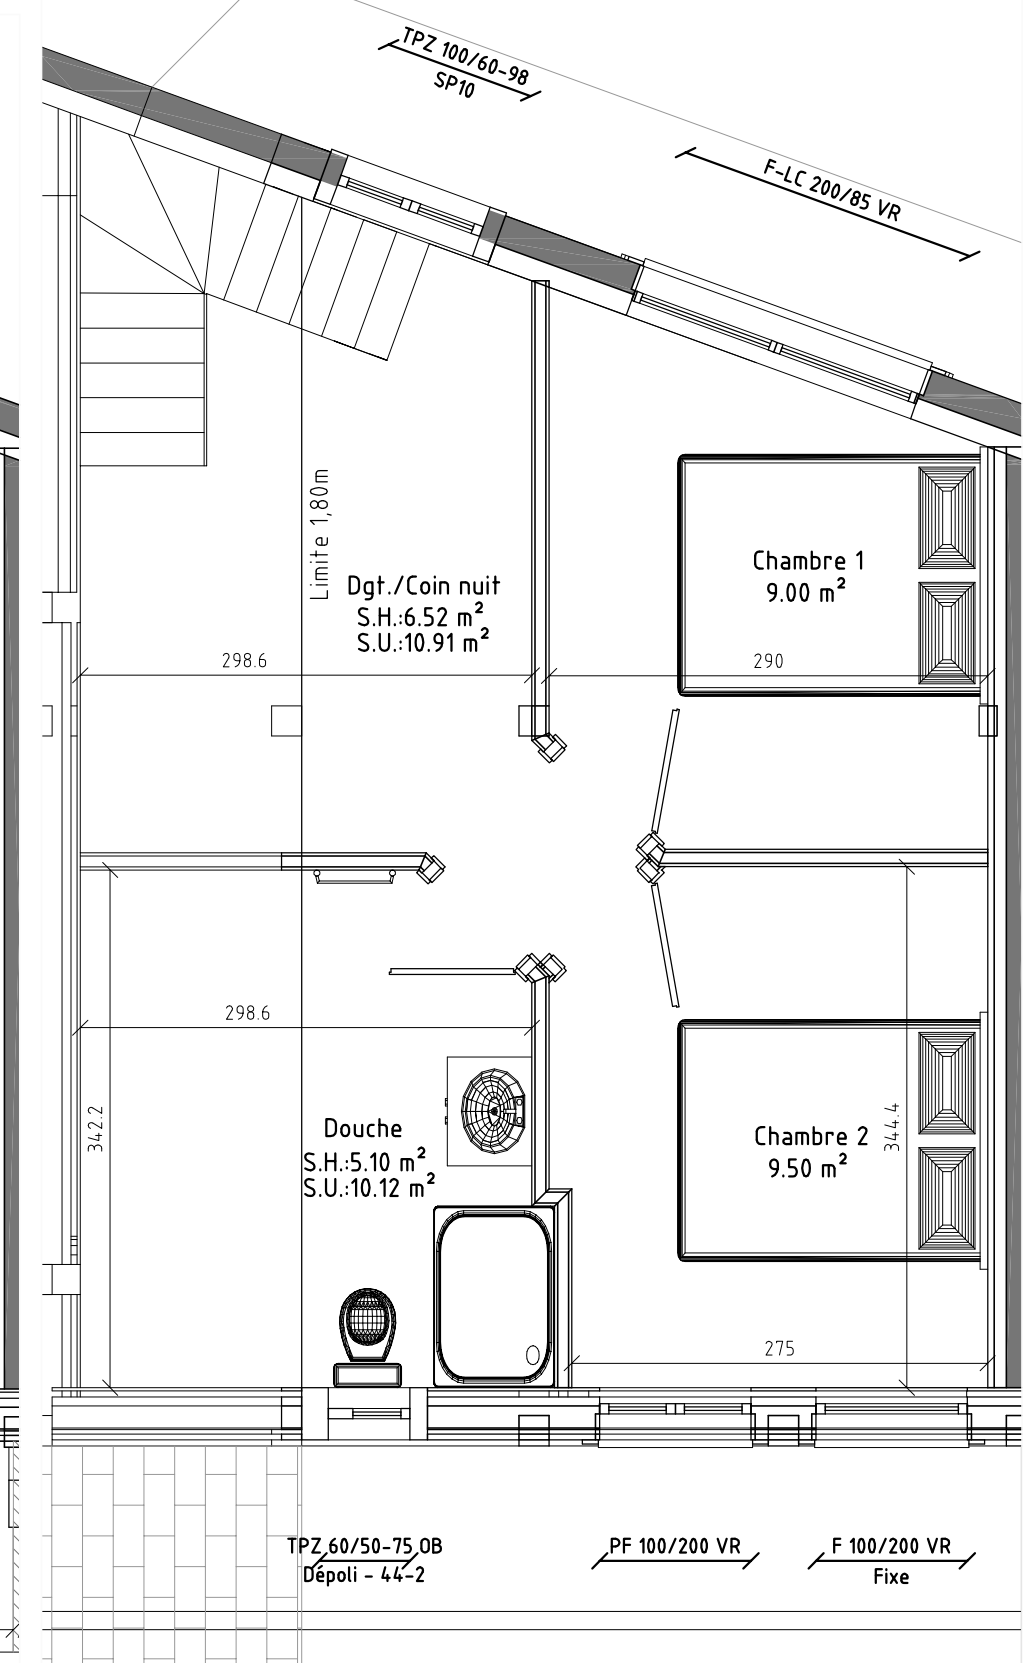 TPZ 100/60-98
SP10
F-LC 200/85 VR
Limite 1,80m
Chambre 1
9.00 m²
Dgt./Coin nuit
S.H.:6.52 m²
S.U.:10.91 m²
298.6
290
298.6
342.2
Douche
S.H.:5.10 m²
S.U.:10.12 m²
Chambre 2
9.50 m²
344.4
275
TPZ 60/50-75 OB
Dépoli - 44-2
PF 100/200 VR
F 100/200 VR
Fixe